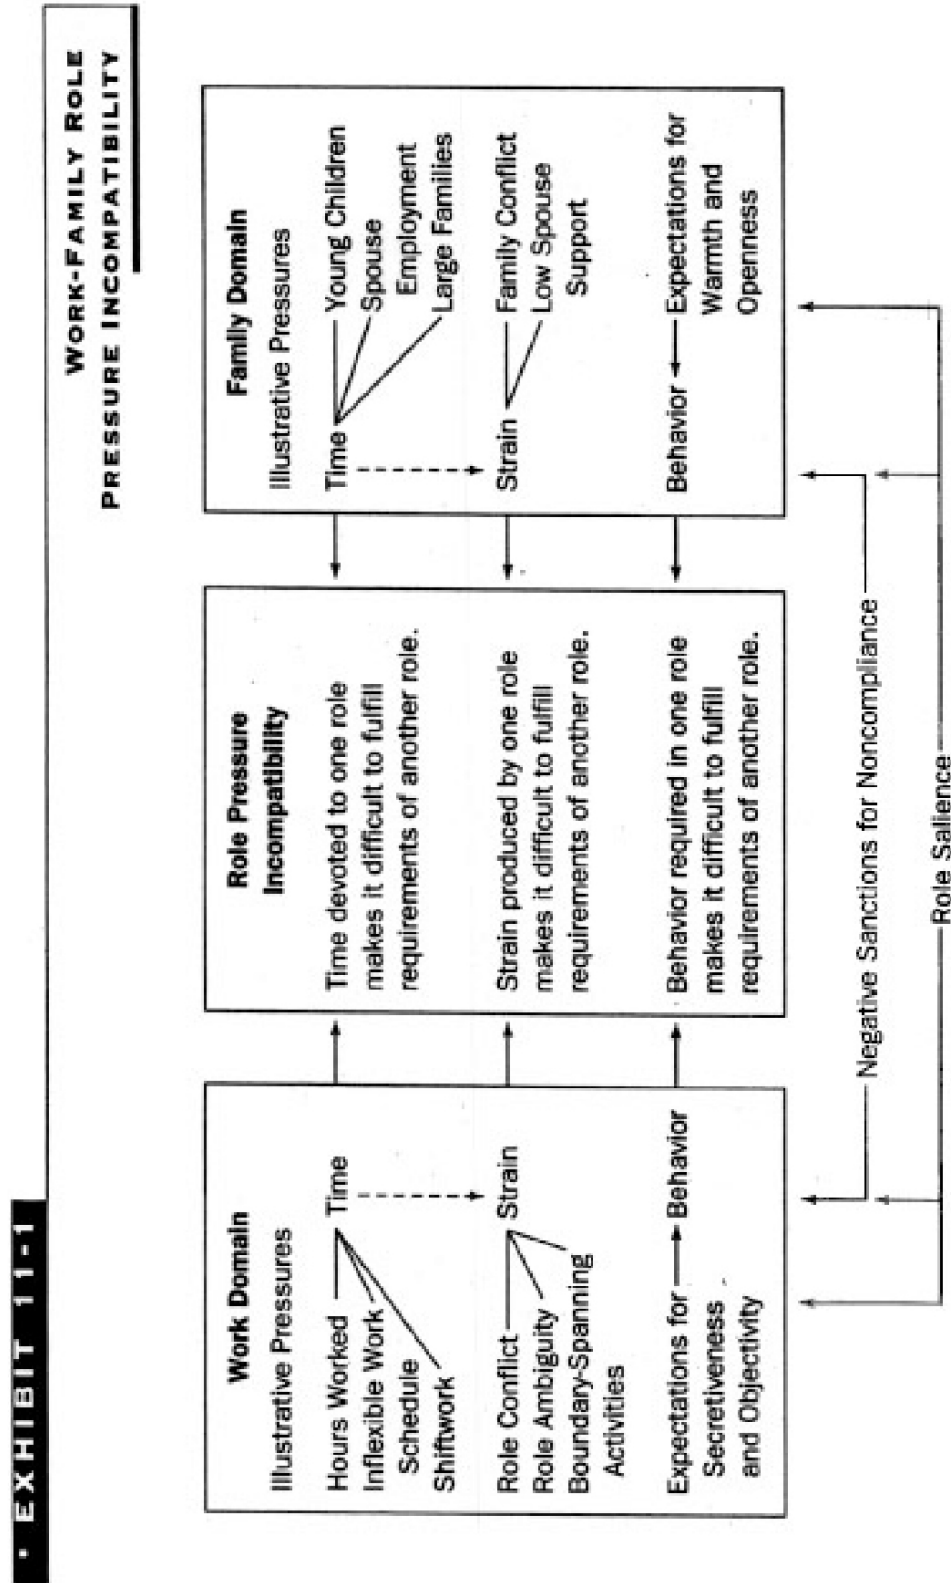 • EXHIBIT 11-1
WORK-FAMILY ROLE
PRESSURE INCOMPATIBILITY
Work Domain
Illustrative Pressures
Hours Worked
Inflexible Work
Schedule
Shiftwork
Time
Role Conflict
Role Ambiguity
Boundary-Spanning
Activities
Strain
Expectations for
Secretiveness
and Objectivity
Behavior
Role Pressure
Incompatibility
Time devoted to one role
makes it difficult to fulfill
requirements of another role.
Strain produced by one role
makes it difficult to fulfill
requirements of another role.
Behavior required in one role
makes it difficult to fulfill
requirements of another role.
Family Domain
Illustrative Pressures
Time
Young Children
Spouse
Employment
Large Families
Strain
Family Conflict
Low Spouse
Support
Behavior
Expectations for
Warmth and
Openness
Negative Sanctions for Noncompliance
Role Salience